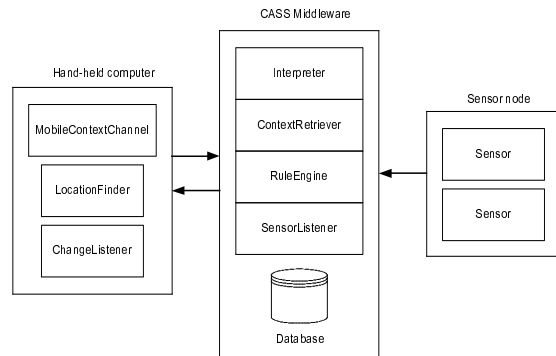 CASS Middleware
Hand-held computer
MobileContextChannel
LocationFinder
ChangeListener
Interpreter
ContextRetriever
RuleEngine
SensorListener
Database
Sensor node
Sensor
Sensor